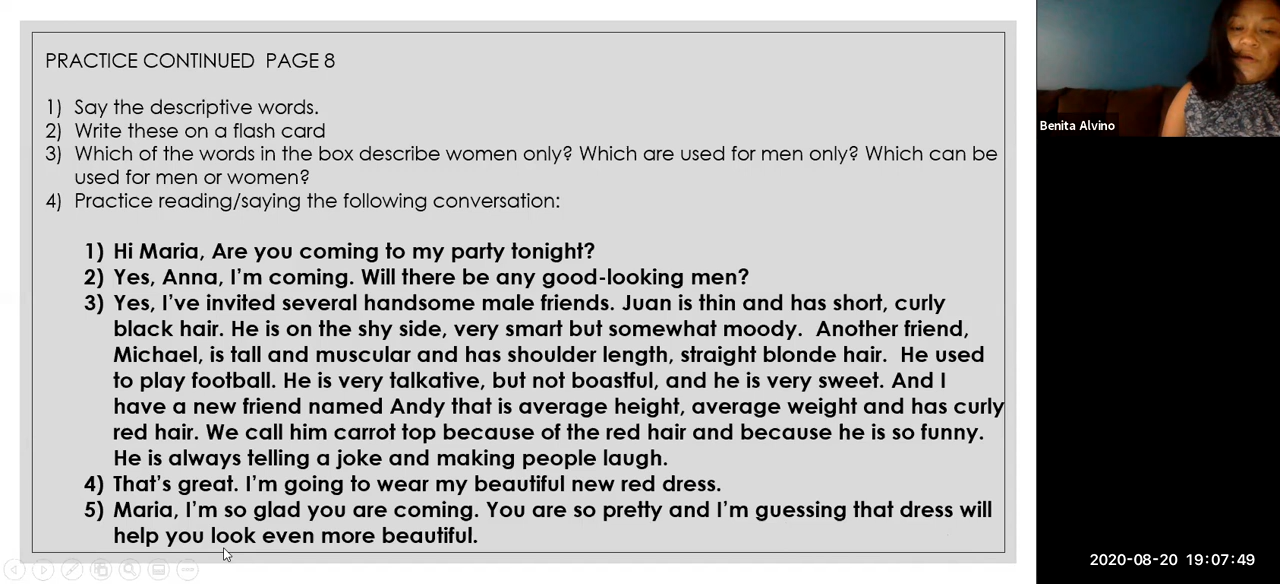 PRACTICE CONTINUED  PAGE 8
1) Say the descriptive words.
2) Write these on a flash card
3) Which of the words in the box describe women only? Which are used for men only? Which can be
used for men or women?
4) Practice reading/saying the following conversation:
1) Hi Maria, Are you coming to my party tonight?
2) Yes, Anna, I'm coming. Will there be any good-looking men?
3) Yes, I've invited several handsome male friends. Juan is thin and has short, curly
black hair. He is on the shy side, very smart but somewhat moody.  Another friend,
Michael, is tall and muscular and has shoulder length, straight blonde hair.  He used
to play football. He is very talkative, but not boastful, and he is very sweet. And I
have a new friend named Andy that is average height, average weight and has curly
red hair. We call him carrot top because of the red hair and because he is so funny.
He is always telling a joke and making people laugh.
4) That's great. I'm going to wear my beautiful new red dress.
5) Maria, I'm so glad you are coming. You are so pretty and I'm guessing that dress will
help you look even more beautiful.
Benita Alvino
2020-08-20 19:07:49